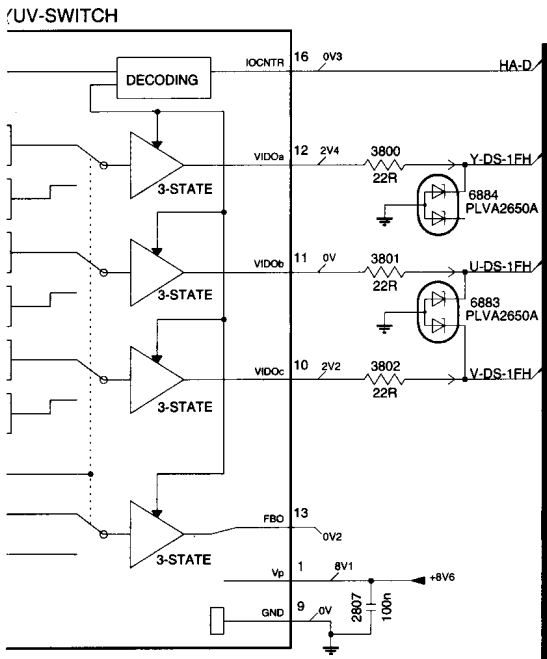 YUV-SWITCH
IOCNTR 16 0V3 HA-D
DECODING
VIDOa 12 2V4 3800 Y-DS-1FH
22R
3-STATE
6884
PLVA2650A
VIDOb 11 0V 3801 U-DS-1FH
22R
3-STATE
6883
PLVA2650A
VIDOc 10 2V2 3802 V-DS-1FH
22R
3-STATE
FBO 13
0V2
3-STATE
Vp 1 8V1 +8V6
GND 9 0V
2807
100n